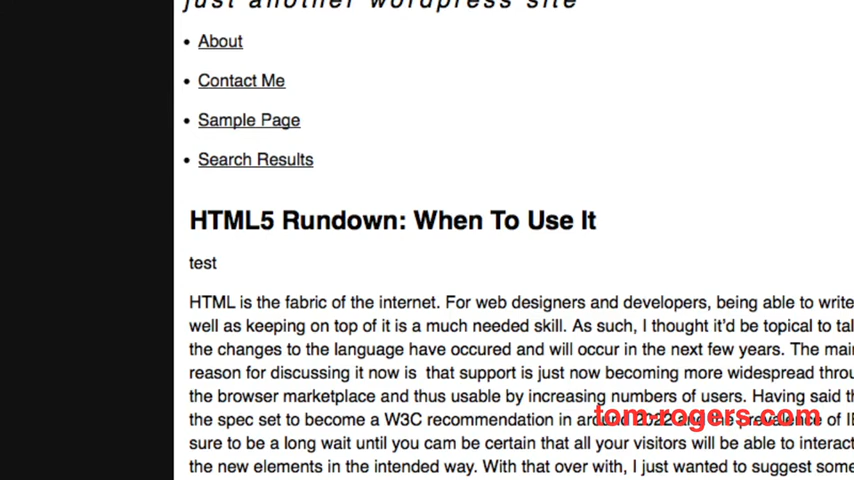 just another wordpress site
• About
• Contact Me
• Sample Page
• Search Results
HTML5 Rundown: When To Use It
test
HTML is the fabric of the internet. For web designers and developers, being able to write
well as keeping on top of it is a much needed skill. As such, I thought it'd be topical to tal
the changes to the language have occured and will occur in the next few years. The mai
reason for discussing it now is that support is just now becoming more widespread throu
the browser marketplace and thus usable by increasing numbers of users. Having said th
the spec set to become a W3C recommendation in around 2022 and the prevalence of IE
sure to be a long wait until you cam be certain that all your visitors will be able to interact
the new elements in the intended way. With that over with, I just wanted to suggest some
tom-rogers.com